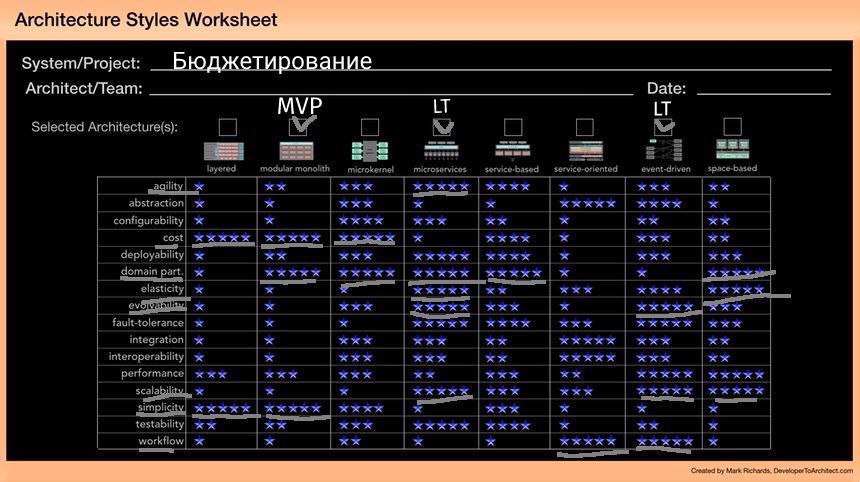 Architecture Styles Worksheet
System/Project: Бюджетирование
Architect/Team: Date:
MVP LT LT
Selected Architecture(s):
layered modular monolith microkernel microservices service-based service-oriented event-driven space-based
agility
abstraction
configurability
cost
deployability
domain part.
elasticity
evolvability
fault-tolerance
integration
interoperability
performance
scalability
simplicity
testability
workflow
Created by Mark Richards, DeveloperToArchitect.com